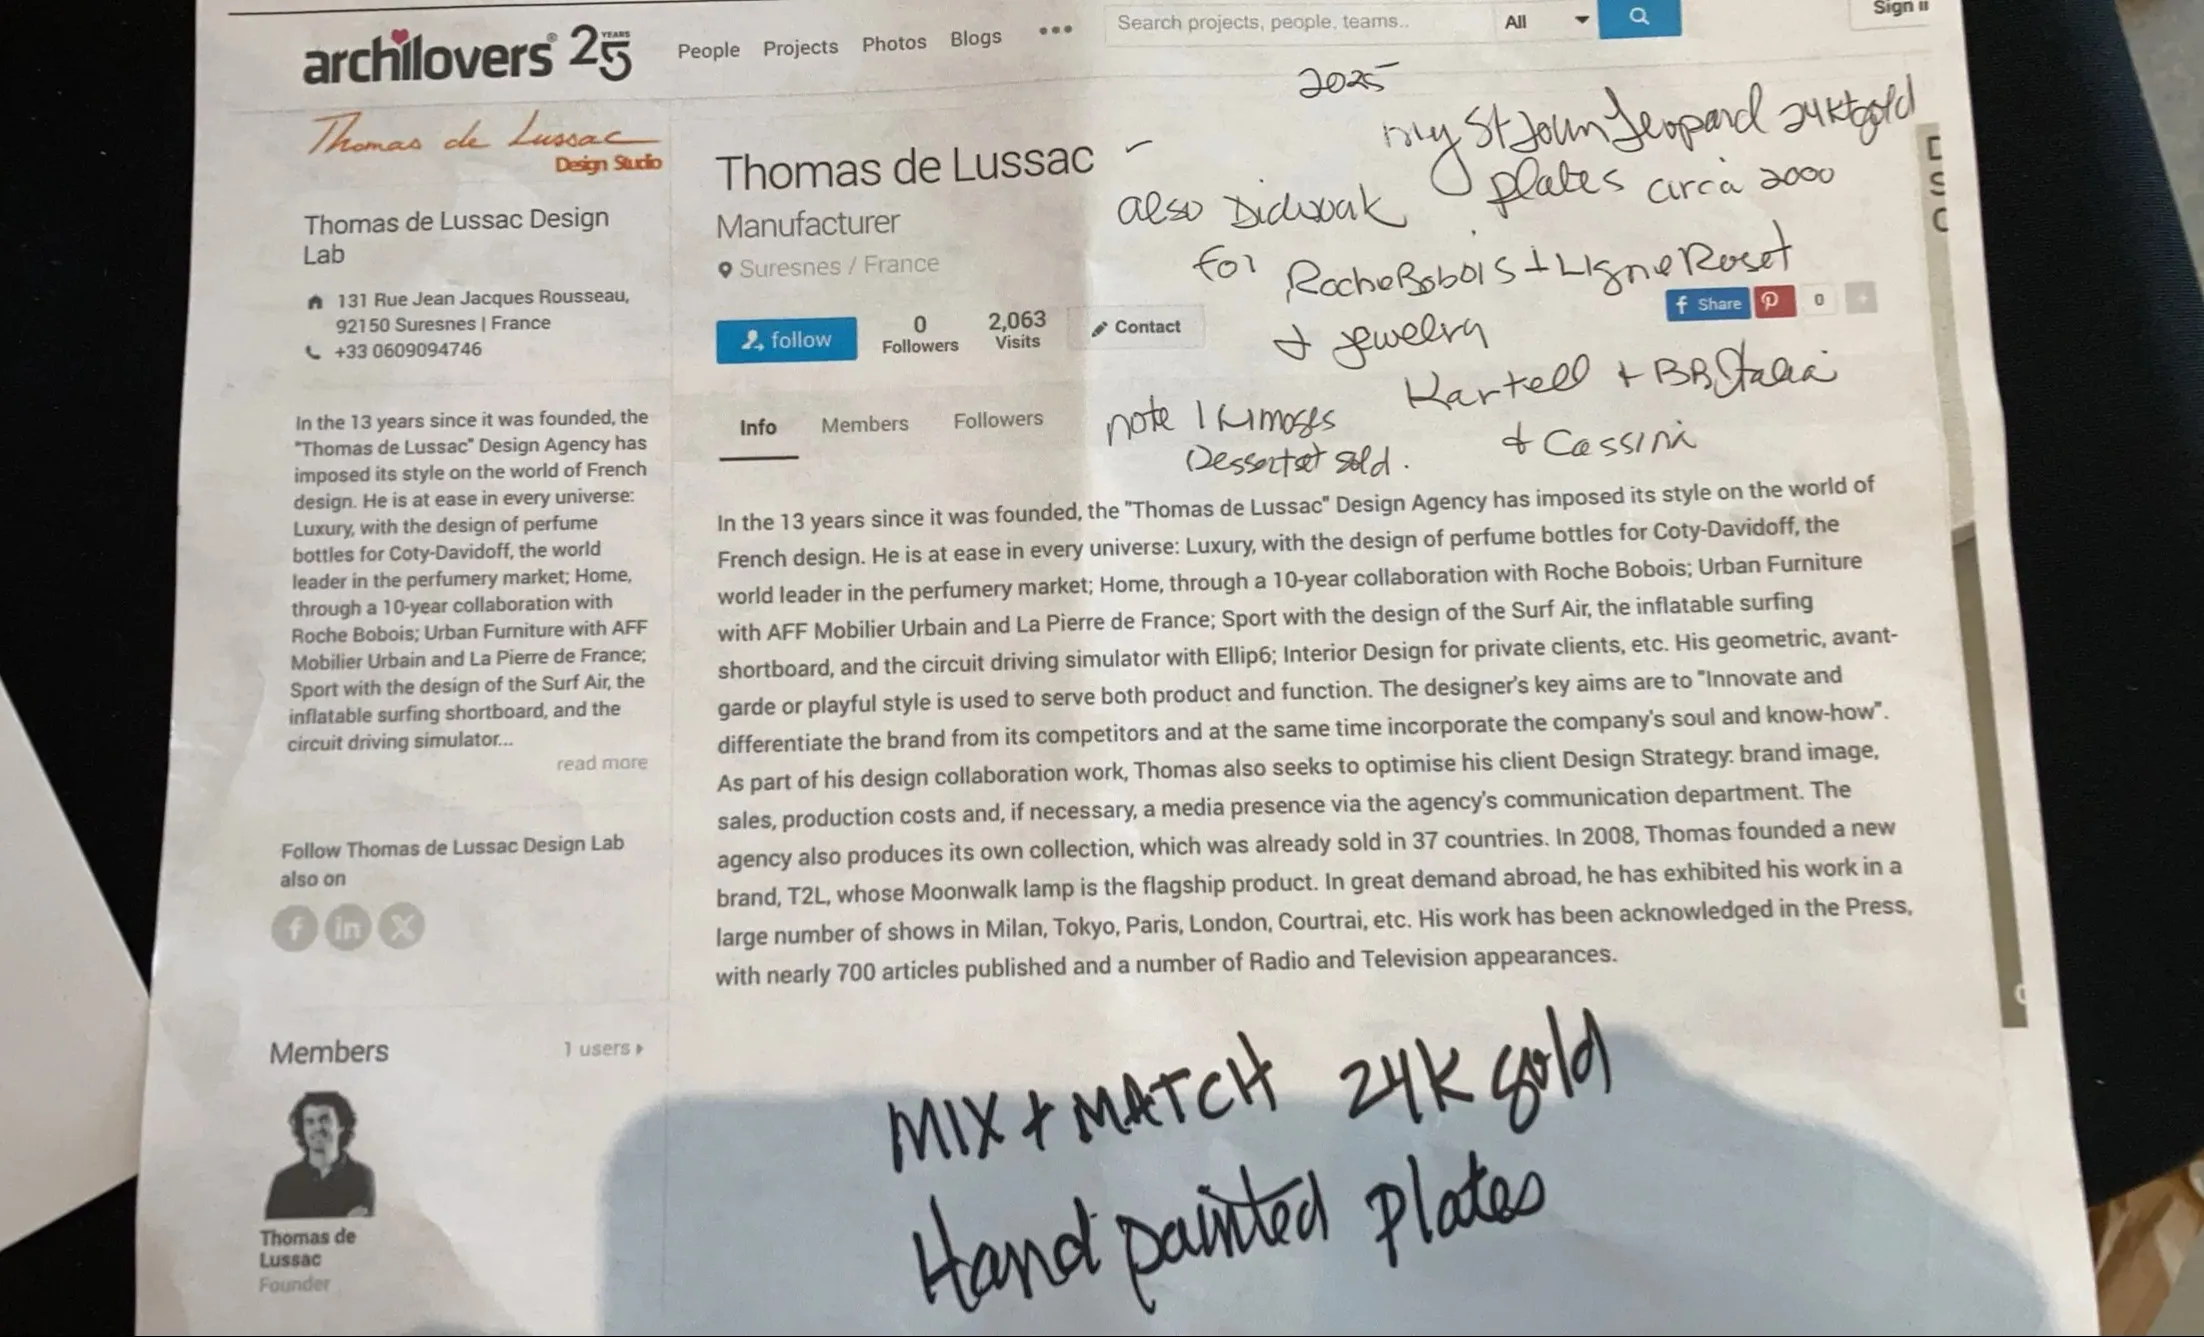 archilovers® 25 YEARS
People Projects Photos Blogs •••
Search projects, people, teams..
All
Sign
Thomas de Lussac
Design Studio
Thomas de Lussac Design
Lab
131 Rue Jean Jacques Rousseau,
92150 Suresnes | France
+33 0609094746
In the 13 years since it was founded, the
"Thomas de Lussac" Design Agency has
imposed its style on the world of French
design. He is at ease in every universe:
Luxury, with the design of perfume
bottles for Coty-Davidoff, the world
leader in the perfumery market; Home,
through a 10-year collaboration with
Roche Bobois; Urban Furniture with AFF
Mobilier Urbain and La Pierre de France;
Sport with the design of the Surf Air, the
inflatable surfing shortboard, and the
circuit driving simulator...
read more
Follow Thomas de Lussac Design Lab
also on
f in X
Members
1 users
Thomas de
Lussac
Founder
Thomas de Lussac
Manufacturer
Suresnes / France
follow
0
Followers
2,063
Visits
Contact
f Share
0
Info Members Followers
2025
my St John Leopard 24kt gold
plates circa 2000
also Did work
for Roche Bobois + Ligne Roset
+ jewelry
Kartell + BB Italia
+ Cassini
note 1 Limoges
Dessert set sold.
In the 13 years since it was founded, the "Thomas de Lussac" Design Agency has imposed its style on the world of
French design. He is at ease in every universe: Luxury, with the design of perfume bottles for Coty-Davidoff, the
world leader in the perfumery market; Home, through a 10-year collaboration with Roche Bobois; Urban Furniture
with AFF Mobilier Urbain and La Pierre de France; Sport with the design of the Surf Air, the inflatable surfing
shortboard, and the circuit driving simulator with Ellip6; Interior Design for private clients, etc. His geometric, avant-
garde or playful style is used to serve both product and function. The designer's key aims are to "Innovate and
differentiate the brand from its competitors and at the same time incorporate the company's soul and know-how".
As part of his design collaboration work, Thomas also seeks to optimise his client Design Strategy: brand image,
sales, production costs and, if necessary, a media presence via the agency's communication department. The
agency also produces its own collection, which was already sold in 37 countries. In 2008, Thomas founded a new
brand, T2L, whose Moonwalk lamp is the flagship product. In great demand abroad, he has exhibited his work in a
large number of shows in Milan, Tokyo, Paris, London, Courtrai, etc. His work has been acknowledged in the Press,
with nearly 700 articles published and a number of Radio and Television appearances.
MIX + MATCH 24K gold
Hand painted Plates